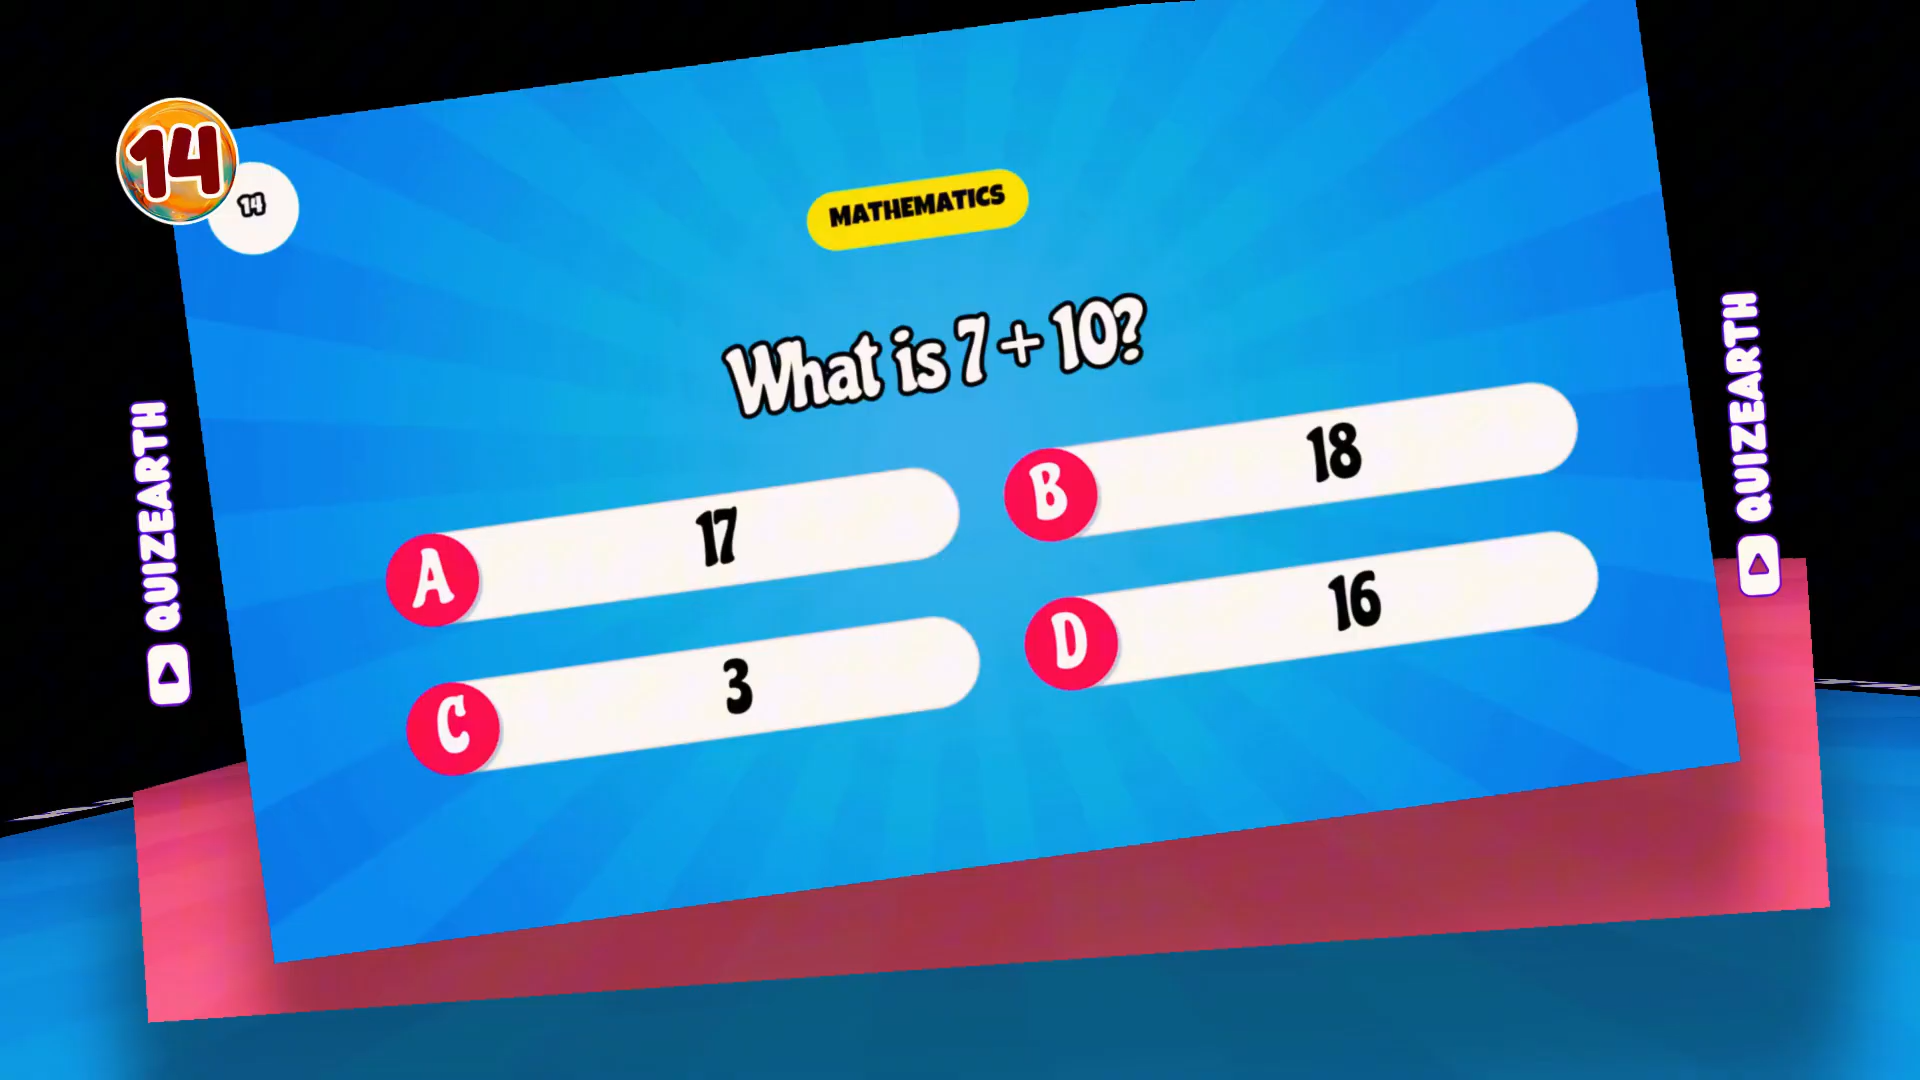 14
14
MATHEMATICS
What is 7 + 10?
A 17
B 18
C 3
D 16
QUIZEARTH
QUIZEARTH